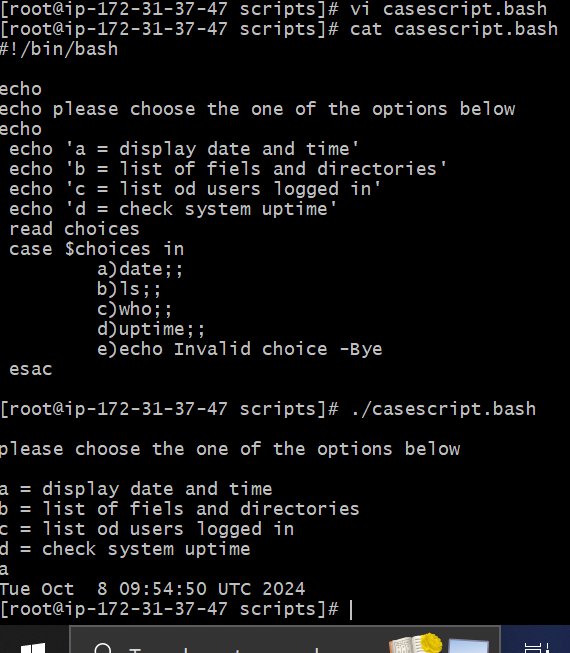 [root@ip-172-31-37-47 scripts]# vi casescript.bash
[root@ip-172-31-37-47 scripts]# cat casescript.bash
#!/bin/bash
echo
echo please choose the one of the options below
echo
echo 'a = display date and time'
echo 'b = list of fiels and directories'
echo 'c = list od users logged in'
echo 'd = check system uptime'
read choices
case $choices in
a)date;;
b)ls;;
c)who;;
d)uptime;;
e)echo Invalid choice -Bye
esac
[root@ip-172-31-37-47 scripts]# ./casescript.bash
please choose the one of the options below
a = display date and time
b = list of fiels and directories
c = list od users logged in
d = check system uptime
a
Tue Oct  8 09:54:50 UTC 2024
[root@ip-172-31-37-47 scripts]#